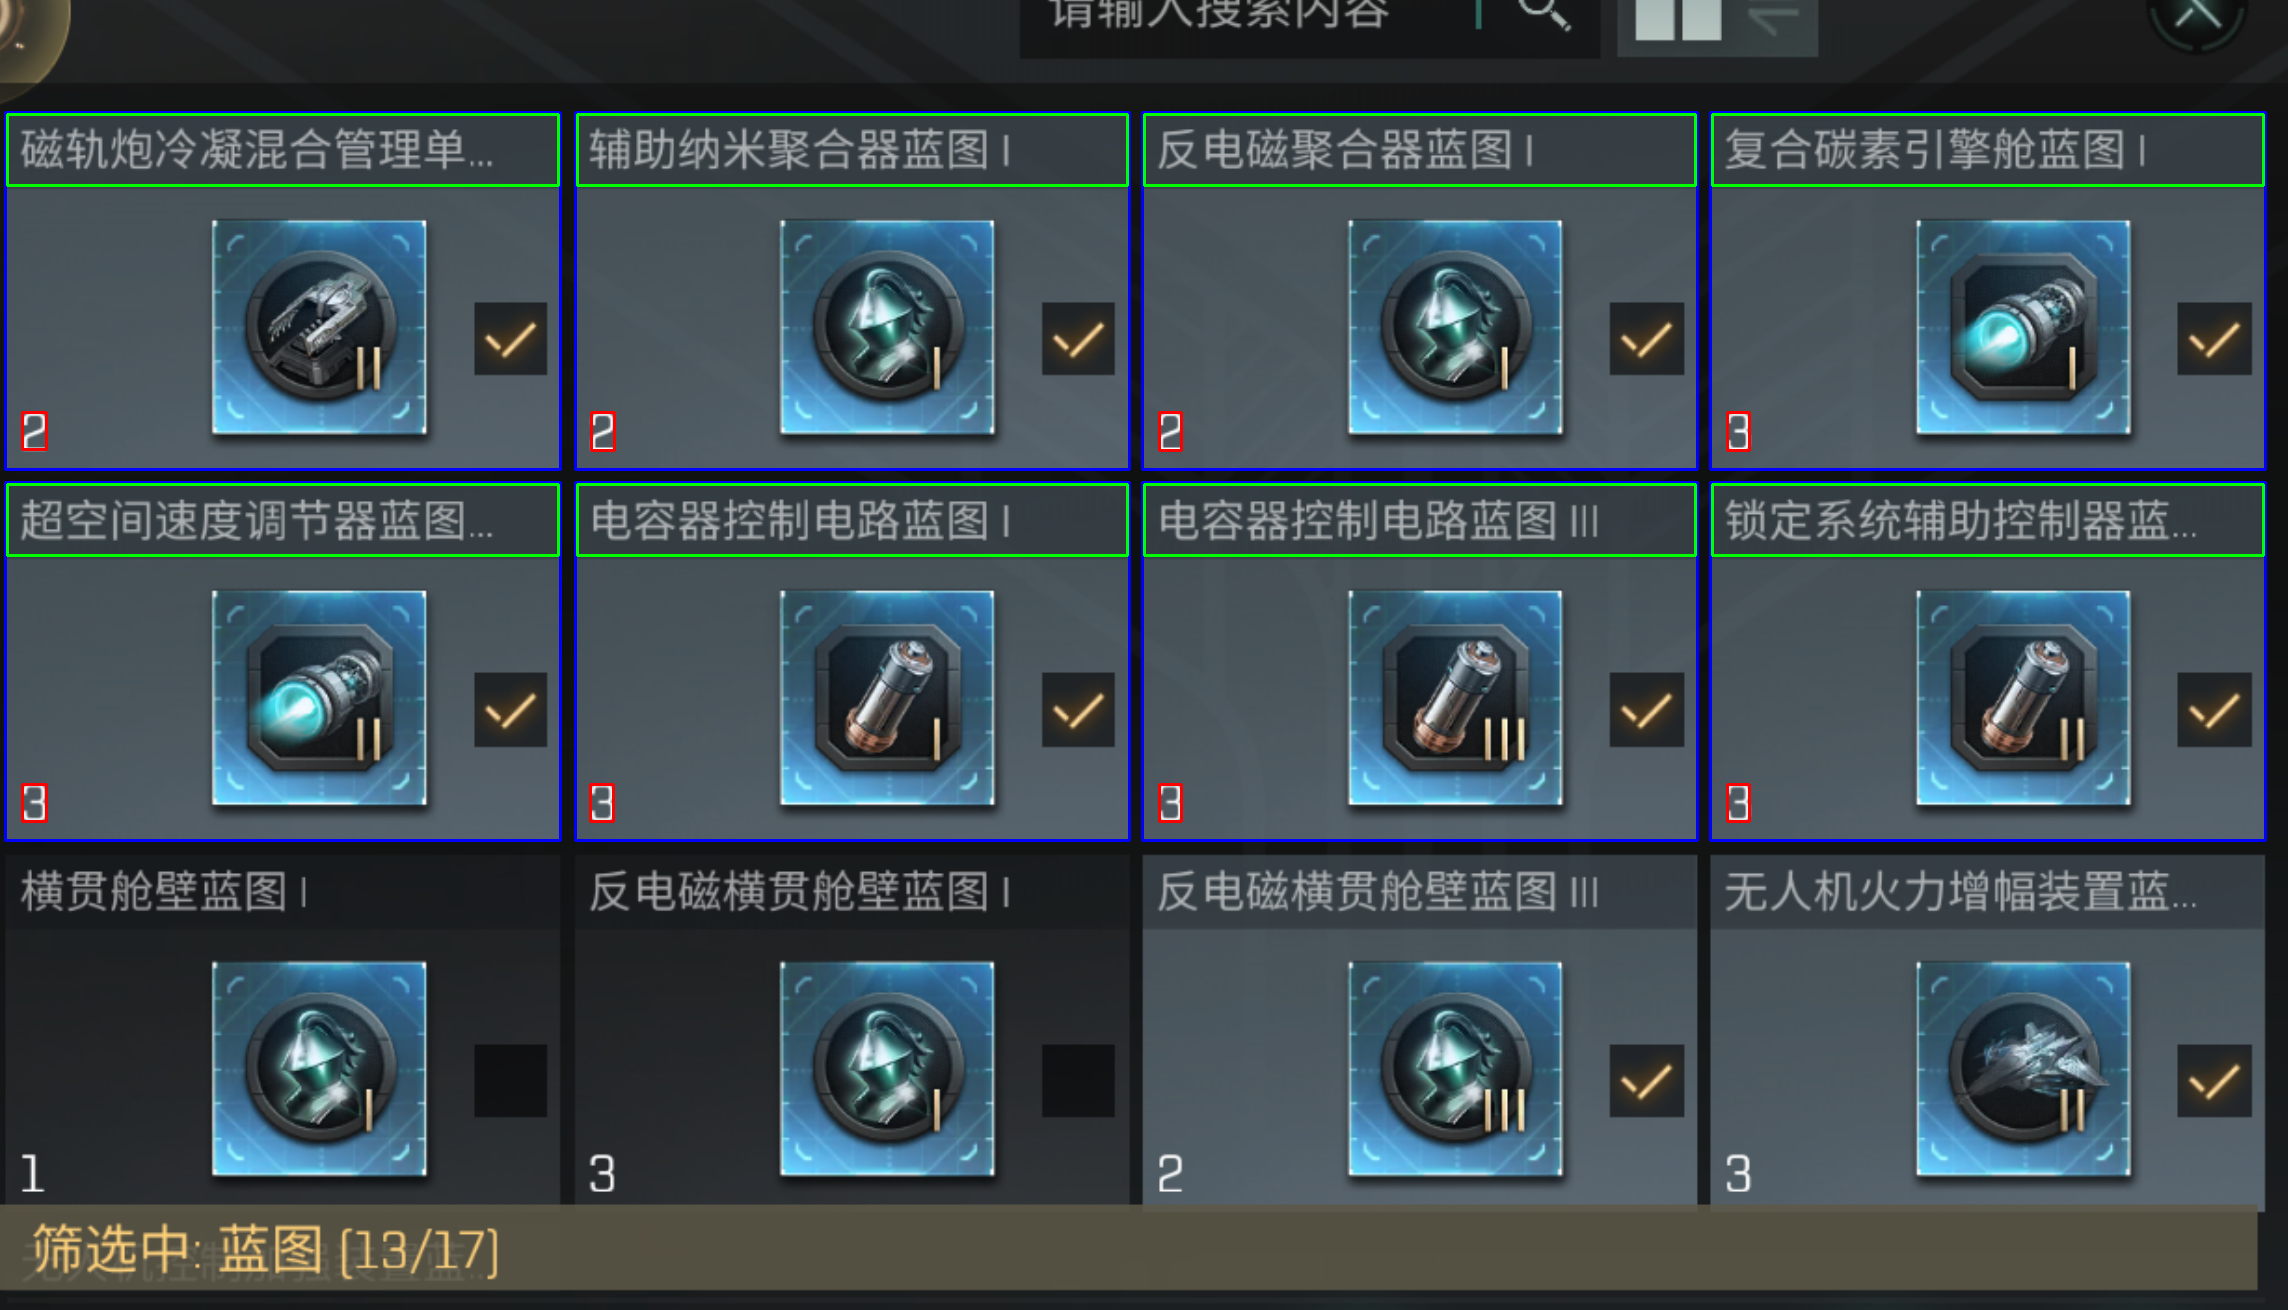 请输入搜索内容
磁轨炮冷凝混合管理单...
辅助纳米聚合器蓝图 I
反电磁聚合器蓝图 I
复合碳素引擎舱蓝图 I
II
I
I
I
2
2
2
3
超空间速度调节器蓝图...
电容器控制电路蓝图 I
电容器控制电路蓝图 III
锁定系统辅助控制器蓝...
II
I
III
II
3
3
3
3
横贯舱壁蓝图 I
反电磁横贯舱壁蓝图 I
反电磁横贯舱壁蓝图 III
无人机火力增幅装置蓝...
I
I
III
II
1
3
2
3
筛选中: 蓝图 (13/17)